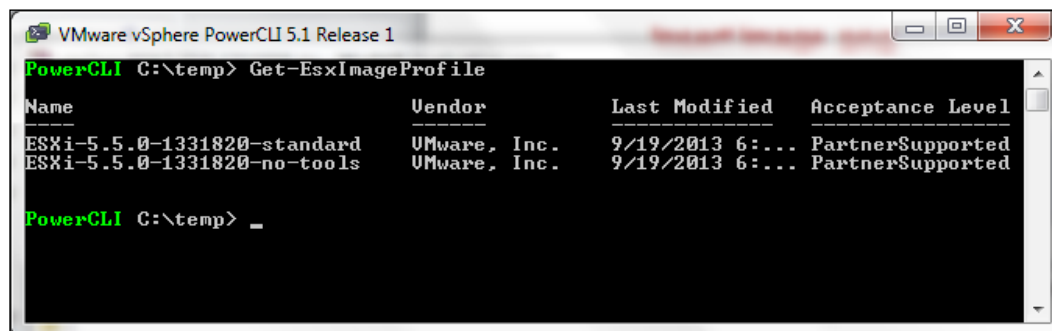 VMware vSphere PowerCLI 5.1 Release 1
PowerCLI C:\temp> Get-EsxImageProfile
Name Vendor Last Modified Acceptance Level
ESXi-5.5.0-1331820-standard VMware, Inc. 9/19/2013 6:... PartnerSupported
ESXi-5.5.0-1331820-no-tools VMware, Inc. 9/19/2013 6:... PartnerSupported
PowerCLI C:\temp> _